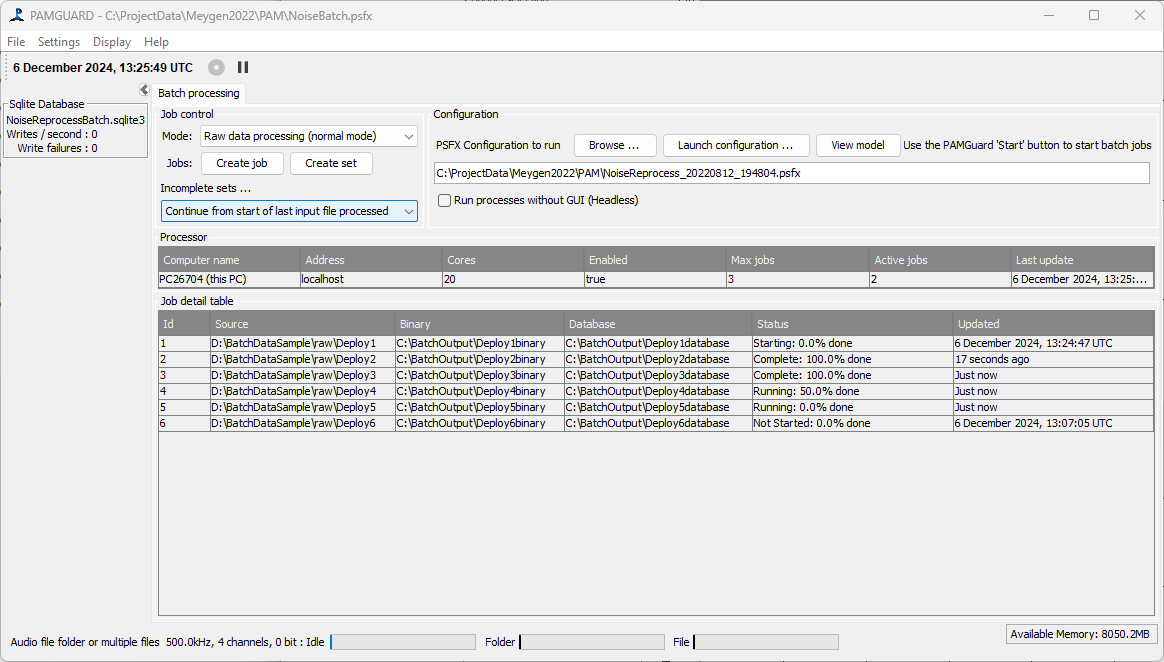 PAMGUARD - C:\ProjectData\Meygen2022\PAM\NoiseBatch.psfx
File Settings Display Help
6 December 2024, 13:25:49 UTC
Sqlite Database
NoiseReprocessBatch.sqlite3
Writes / second : 0
Write failures : 0
Batch processing
Job control
Mode: Raw data processing (normal mode)
Jobs: Create job Create set
Incomplete sets ...
Continue from start of last input file processed
Configuration
PSFX Configuration to run Browse ... Launch configuration ... View model Use the PAMGuard 'Start' button to start batch jobs
C:\ProjectData\Meygen2022\PAM\NoiseReprocess_20220812_194804.psfx
Run processes without GUI (Headless)
Processor
Computer name Address Cores Enabled Max jobs Active jobs Last update
PC26704 (this PC) localhost 20 true 3 2 6 December 2024, 13:25:...
Job detail table
Id Source Binary Database Status Updated
1 D:\BatchDataSample\raw\Deploy1 C:\BatchOutput\Deploy1binary C:\BatchOutput\Deploy1database Starting: 0.0% done 6 December 2024, 13:24:47 UTC
2 D:\BatchDataSample\raw\Deploy2 C:\BatchOutput\Deploy2binary C:\BatchOutput\Deploy2database Complete: 100.0% done 17 seconds ago
3 D:\BatchDataSample\raw\Deploy3 C:\BatchOutput\Deploy3binary C:\BatchOutput\Deploy3database Complete: 100.0% done Just now
4 D:\BatchDataSample\raw\Deploy4 C:\BatchOutput\Deploy4binary C:\BatchOutput\Deploy4database Running: 50.0% done Just now
5 D:\BatchDataSample\raw\Deploy5 C:\BatchOutput\Deploy5binary C:\BatchOutput\Deploy5database Running: 0.0% done Just now
6 D:\BatchDataSample\raw\Deploy6 C:\BatchOutput\Deploy6binary C:\BatchOutput\Deploy6database Not Started: 0.0% done 6 December 2024, 13:07:05 UTC
Audio file folder or multiple files 500.0kHz, 4 channels, 0 bit : Idle Folder File Available Memory: 8050.2MB